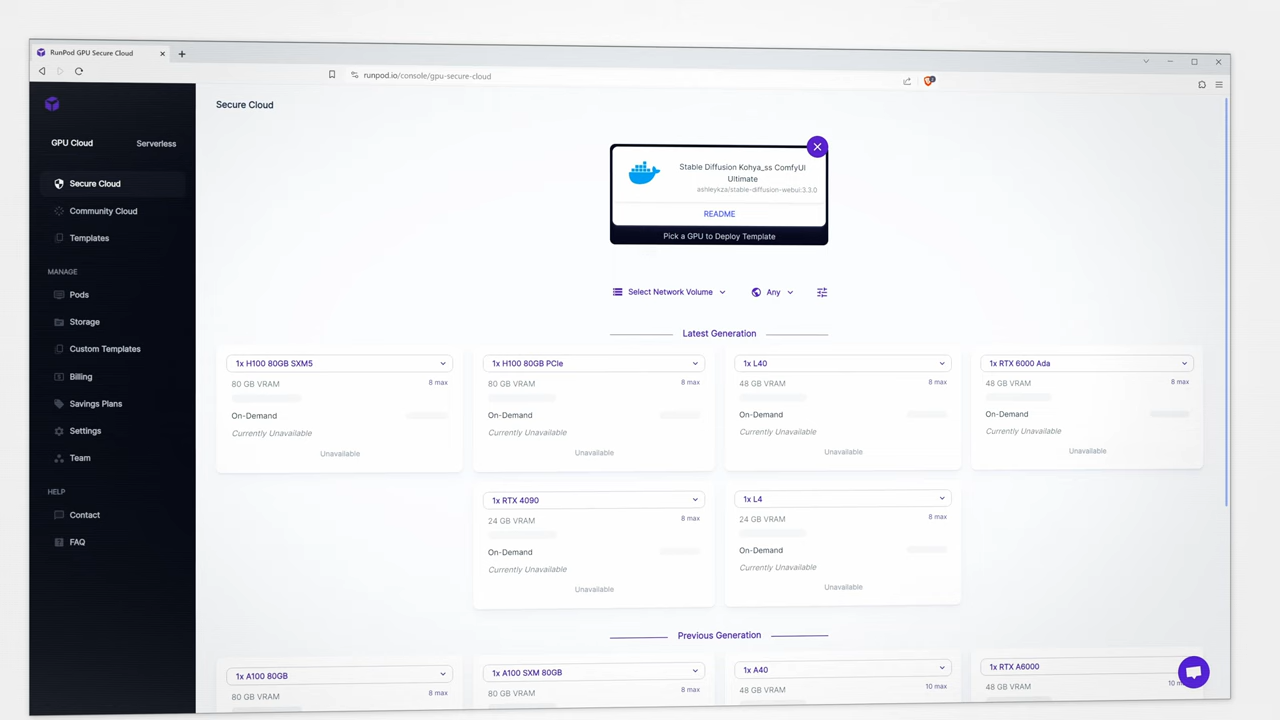 RunPod GPU Secure Cloud
runpod.io/console/gpu-secure-cloud
GPU Cloud
Serverless
Secure Cloud
Community Cloud
Templates
MANAGE
Pods
Storage
Custom Templates
Billing
Savings Plans
Settings
Team
HELP
Contact
FAQ
Secure Cloud
Stable Diffusion Kohya_ss ComfyUI
Ultimate
ashleykza/stable-diffusion-webui:3.3.0
README
Pick a GPU to Deploy Template
Select Network Volume
Any
Latest Generation
1x H100 80GB SXM5
80 GB VRAM
8 max
On-Demand
Currently Unavailable
Unavailable
1x H100 80GB PCIe
80 GB VRAM
8 max
On-Demand
Currently Unavailable
Unavailable
1x L40
48 GB VRAM
8 max
On-Demand
Currently Unavailable
Unavailable
1x RTX 6000 Ada
48 GB VRAM
8 max
On-Demand
Currently Unavailable
Unavailable
1x RTX 4090
24 GB VRAM
8 max
On-Demand
Currently Unavailable
Unavailable
1x L4
24 GB VRAM
8 max
On-Demand
Currently Unavailable
Unavailable
Previous Generation
1x A100 80GB
80 GB VRAM
8 max
1x A100 SXM 80GB
80 GB VRAM
8 max
1x A40
48 GB VRAM
10 max
1x RTX A6000
48 GB VRAM
10